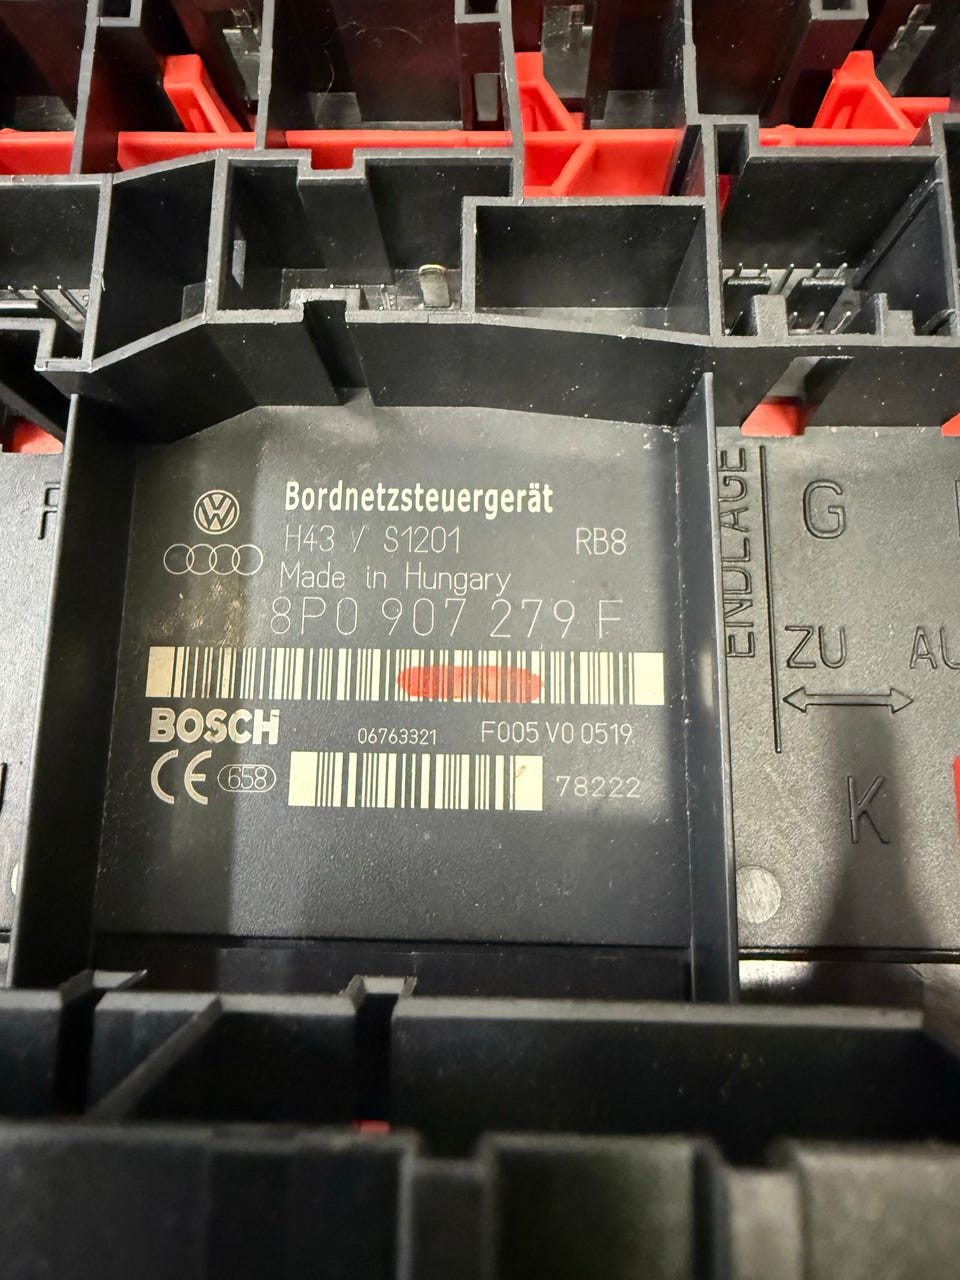 Bordnetzsteuergerät
H43 / S1201 RB8
Made in Hungary
8P0 907 279 F
BOSCH 06763321 F005 V0 0519
CE 658 78222
ENDLAGE
G
ZU
K